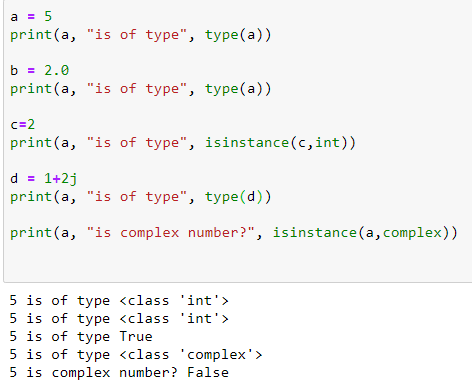 a = 5
print(a, "is of type", type(a))
b = 2.0
print(a, "is of type", type(a))
c=2
print(a, "is of type", isinstance(c,int))
d = 1+2j
print(a, "is of type", type(d))
print(a, "is complex number?", isinstance(a,complex))
5 is of type <class 'int'>
5 is of type <class 'int'>
5 is of type True
5 is of type <class 'complex'>
5 is complex number? False